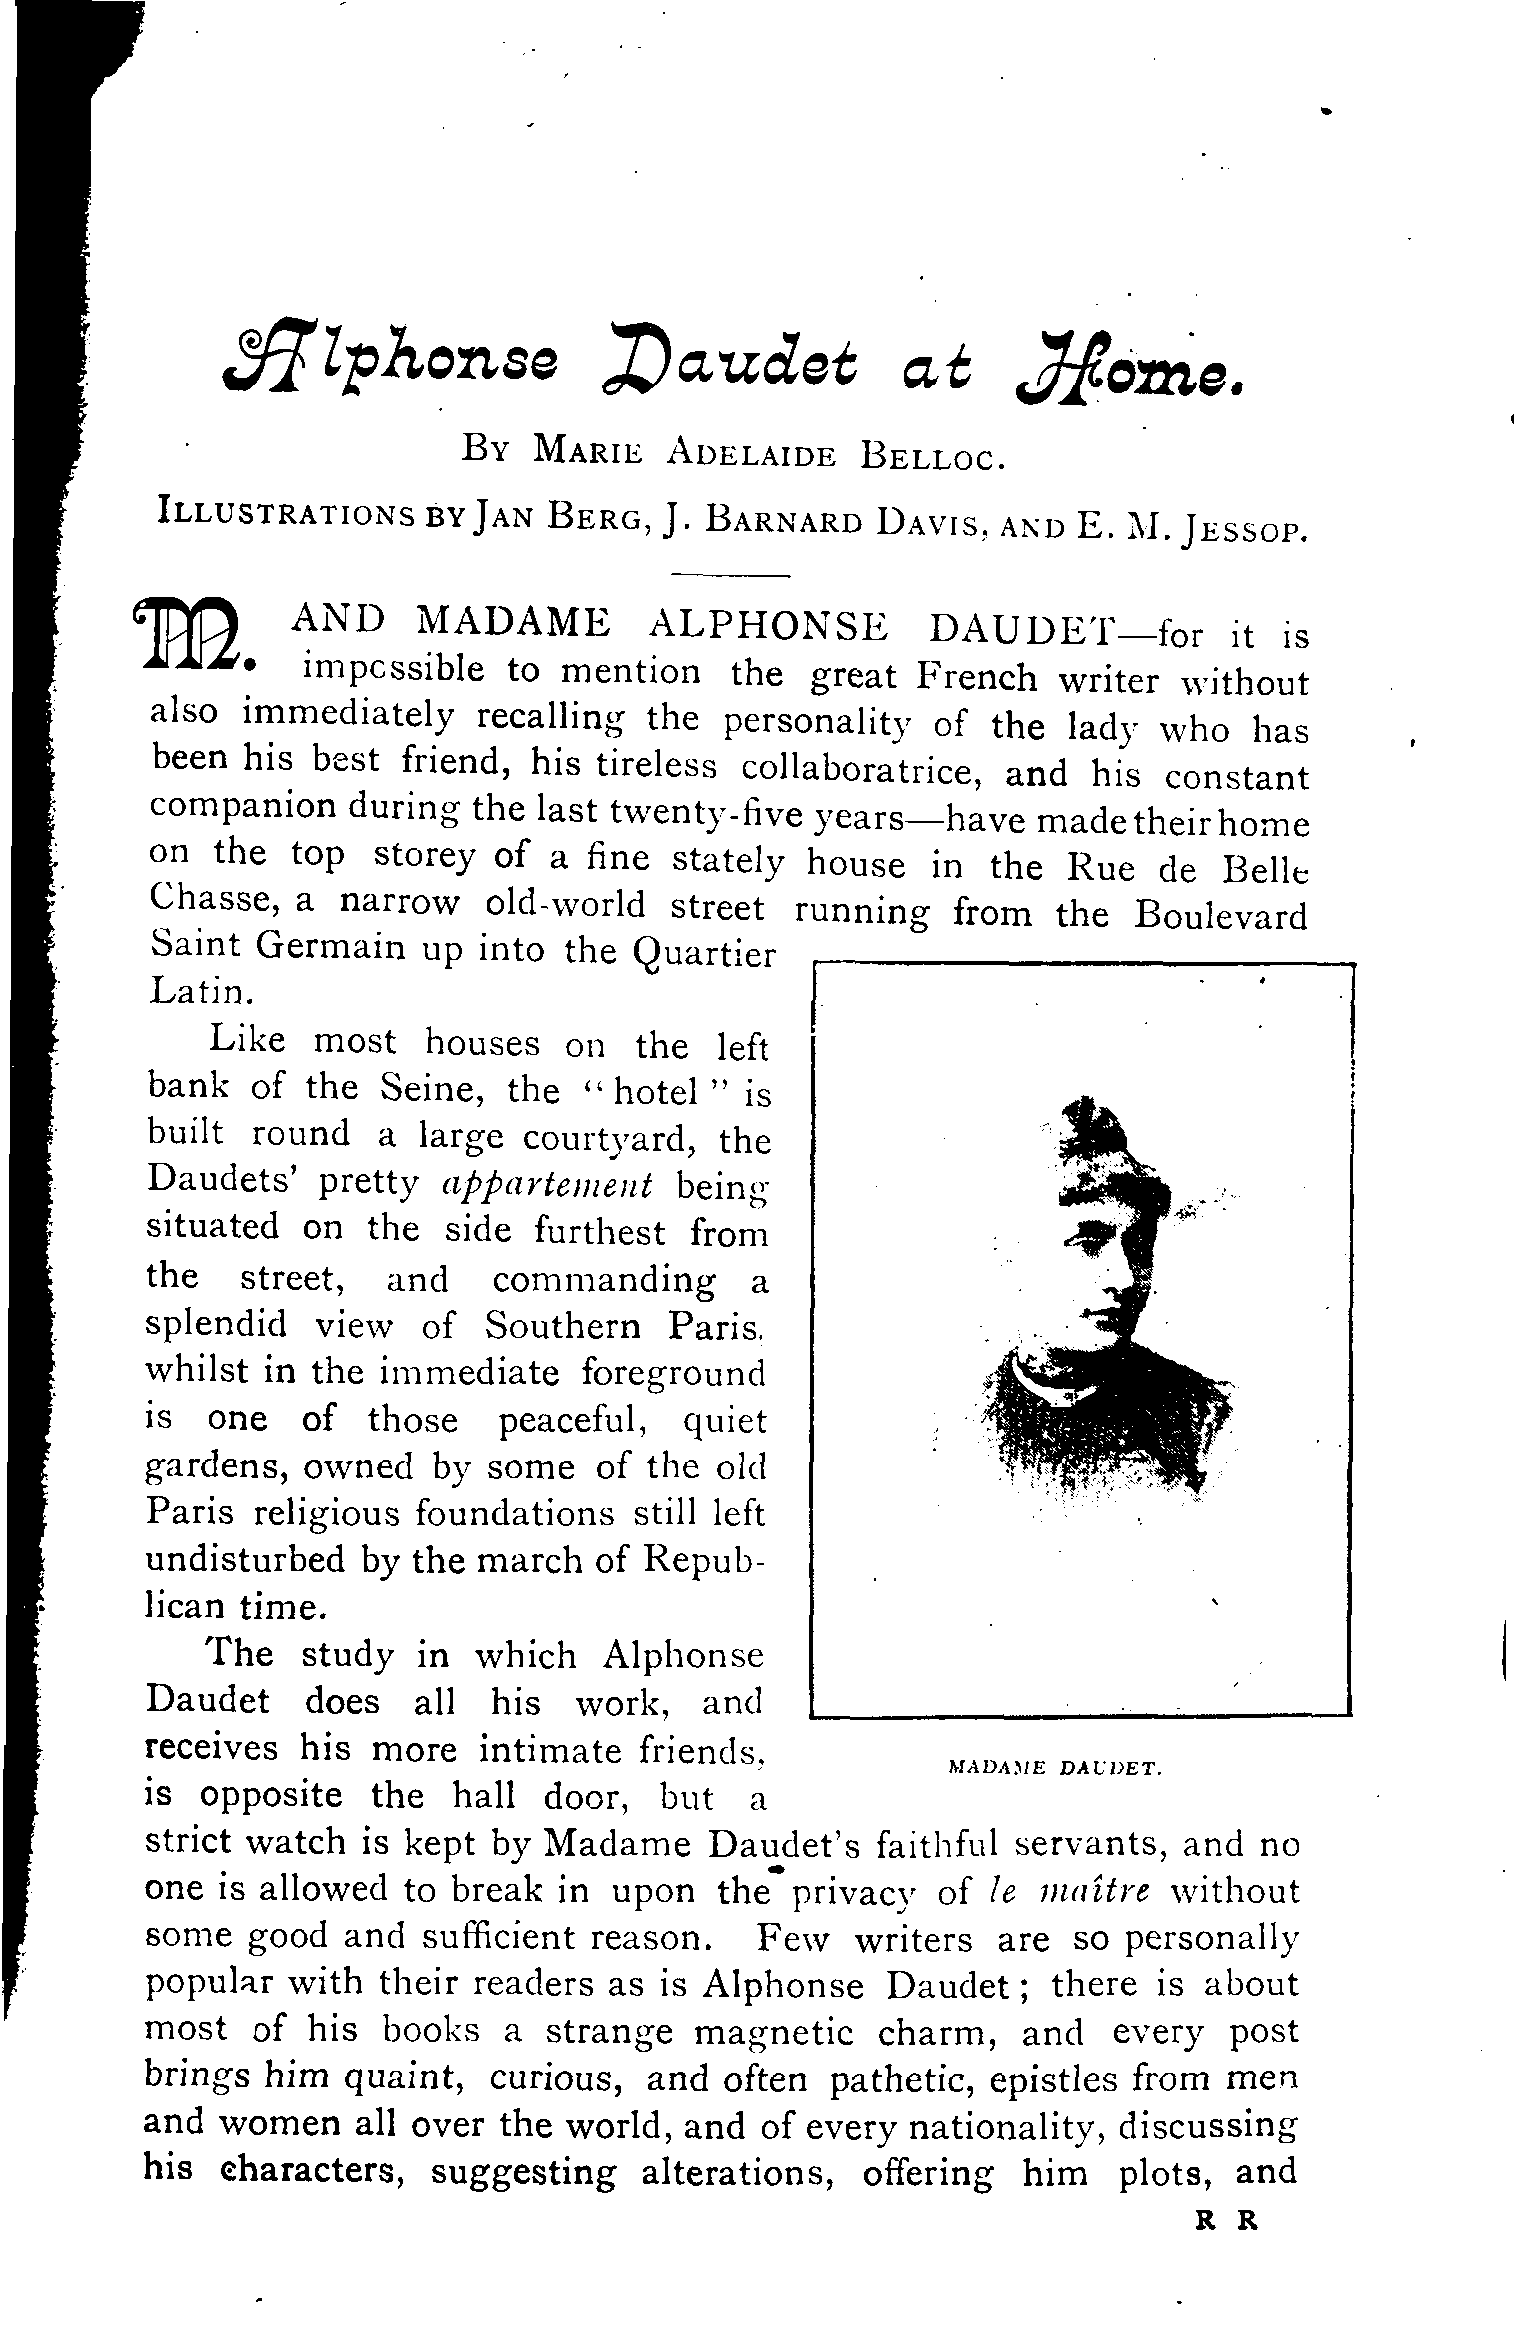 Alphonse Daudet at Home.
By Marie Adelaide Belloc.
Illustrations by Jan Berg, J. Barnard Davis, and E. M. Jessop.
M. AND MADAME ALPHONSE DAUDET—for it is
impossible to mention the great French writer without
also immediately recalling the personality of the lady who has
been his best friend, his tireless collaboratrice, and his constant
companion during the last twenty-five years—have made their home
on the top storey of a fine stately house in the Rue de Belle
Chasse, a narrow old-world street running from the Boulevard
Saint Germain up into the Quartier
Latin.
Like most houses on the left
bank of the Seine, the “ hotel ” is
built round a large courtyard, the
Daudets’ pretty appartement being
situated on the side furthest from
the street, and commanding a
splendid view of Southern Paris,
whilst in the immediate foreground
is one of those peaceful, quiet
gardens, owned by some of the old
Paris religious foundations still left
undisturbed by the march of Repub-
lican time.
The study in which Alphonse
Daudet does all his work, and
receives his more intimate friends,
is opposite the hall door, but a
strict watch is kept by Madame Daudet’s faithful servants, and no
one is allowed to break in upon the privacy of le maître without
some good and sufficient reason. Few writers are so personally
popular with their readers as is Alphonse Daudet ; there is about
most of his books a strange magnetic charm, and every post
brings him quaint, curious, and often pathetic, epistles from men
and women all over the world, and of every nationality, discussing
his characters, suggesting alterations, offering him plots, and
MADAME DAUDET.
R R